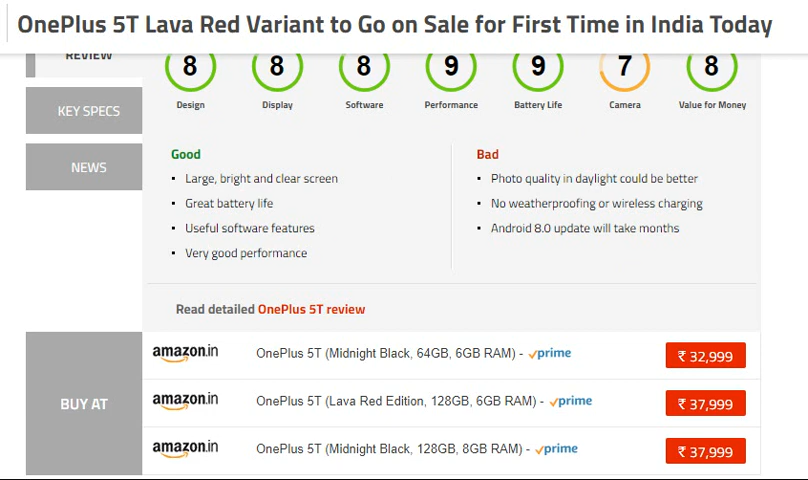 OnePlus 5T Lava Red Variant to Go on Sale for First Time in India Today
REVIEW
8 8 8 9 9 7 8
Design Display Software Performance Battery Life Camera Value for Money
KEY SPECS
NEWS
Good
Large, bright and clear screen
Great battery life
Useful software features
Very good performance
Bad
Photo quality in daylight could be better
No weatherproofing or wireless charging
Android 8.0 update will take months
Read detailed OnePlus 5T review
BUY AT
amazon.in OnePlus 5T (Midnight Black, 64GB, 6GB RAM) - prime ₹ 32,999
amazon.in OnePlus 5T (Lava Red Edition, 128GB, 6GB RAM) - prime ₹ 37,999
amazon.in OnePlus 5T (Midnight Black, 128GB, 8GB RAM) - prime ₹ 37,999